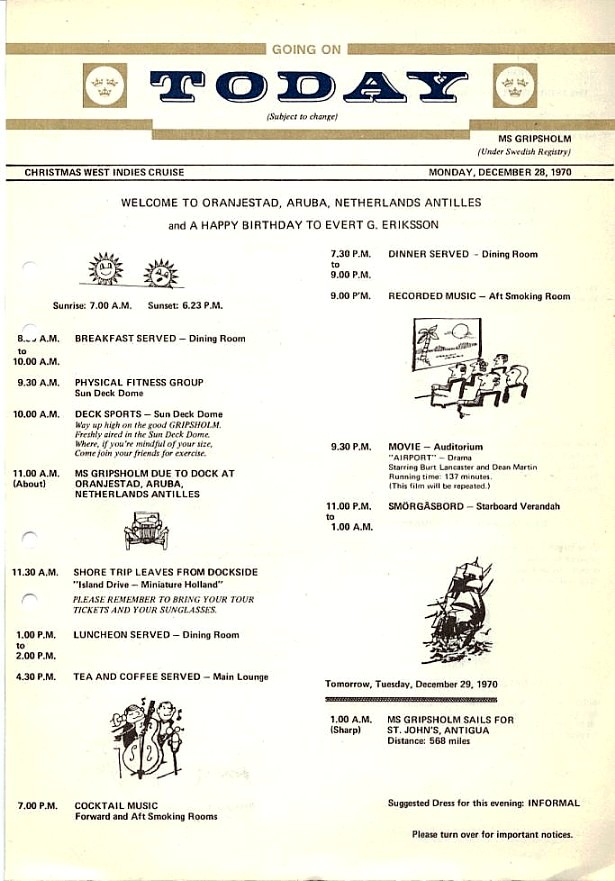 GOING ON
TODAY
(Subject to change)
MS GRIPSHOLM
(Under Swedish Registry)
CHRISTMAS WEST INDIES CRUISE MONDAY, DECEMBER 28, 1970
WELCOME TO ORANJESTAD, ARUBA, NETHERLANDS ANTILLES
and A HAPPY BIRTHDAY TO EVERT G. ERIKSSON
Sunrise: 7.00 A.M. Sunset: 6.23 P.M.
A.M. BREAKFAST SERVED – Dining Room
to
10.00 A.M.
9.30 A.M. PHYSICAL FITNESS GROUP
Sun Deck Dome
10.00 A.M. DECK SPORTS – Sun Deck Dome
Way up high on the good GRIPSHOLM.
Freshly aired in the Sun Deck Dome.
Where, if you're mindful of your size,
Come join your friends for exercise.
11.00 A.M. MS GRIPSHOLM DUE TO DOCK AT
(About) ORANJESTAD, ARUBA,
NETHERLANDS ANTILLES
11.30 A.M. SHORE TRIP LEAVES FROM DOCKSIDE
"Island Drive – Miniature Holland"
PLEASE REMEMBER TO BRING YOUR TOUR
TICKETS AND YOUR SUNGLASSES.
1.00 P.M. LUNCHEON SERVED – Dining Room
to
2.00 P.M.
4.30 P.M. TEA AND COFFEE SERVED – Main Lounge
7.00 P.M. COCKTAIL MUSIC
Forward and Aft Smoking Rooms
7.30 P.M. DINNER SERVED - Dining Room
to
9.00 P.M.
9.00 P'M. RECORDED MUSIC – Aft Smoking Room
9.30 P.M. MOVIE – Auditorium
"AIRPORT" – Drama
Starring Burt Lancaster and Dean Martin
Running time: 137 minutes.
(This film will be repeated.)
11.00 P.M. SMÖRGÅSBORD – Starboard Verandah
to
1.00 A.M.
Tomorrow, Tuesday, December 29, 1970
1.00 A.M. MS GRIPSHOLM SAILS FOR
(Sharp) ST. JOHN'S, ANTIGUA
Distance: 568 miles
Suggested Dress for this evening: INFORMAL
Please turn over for important notices.